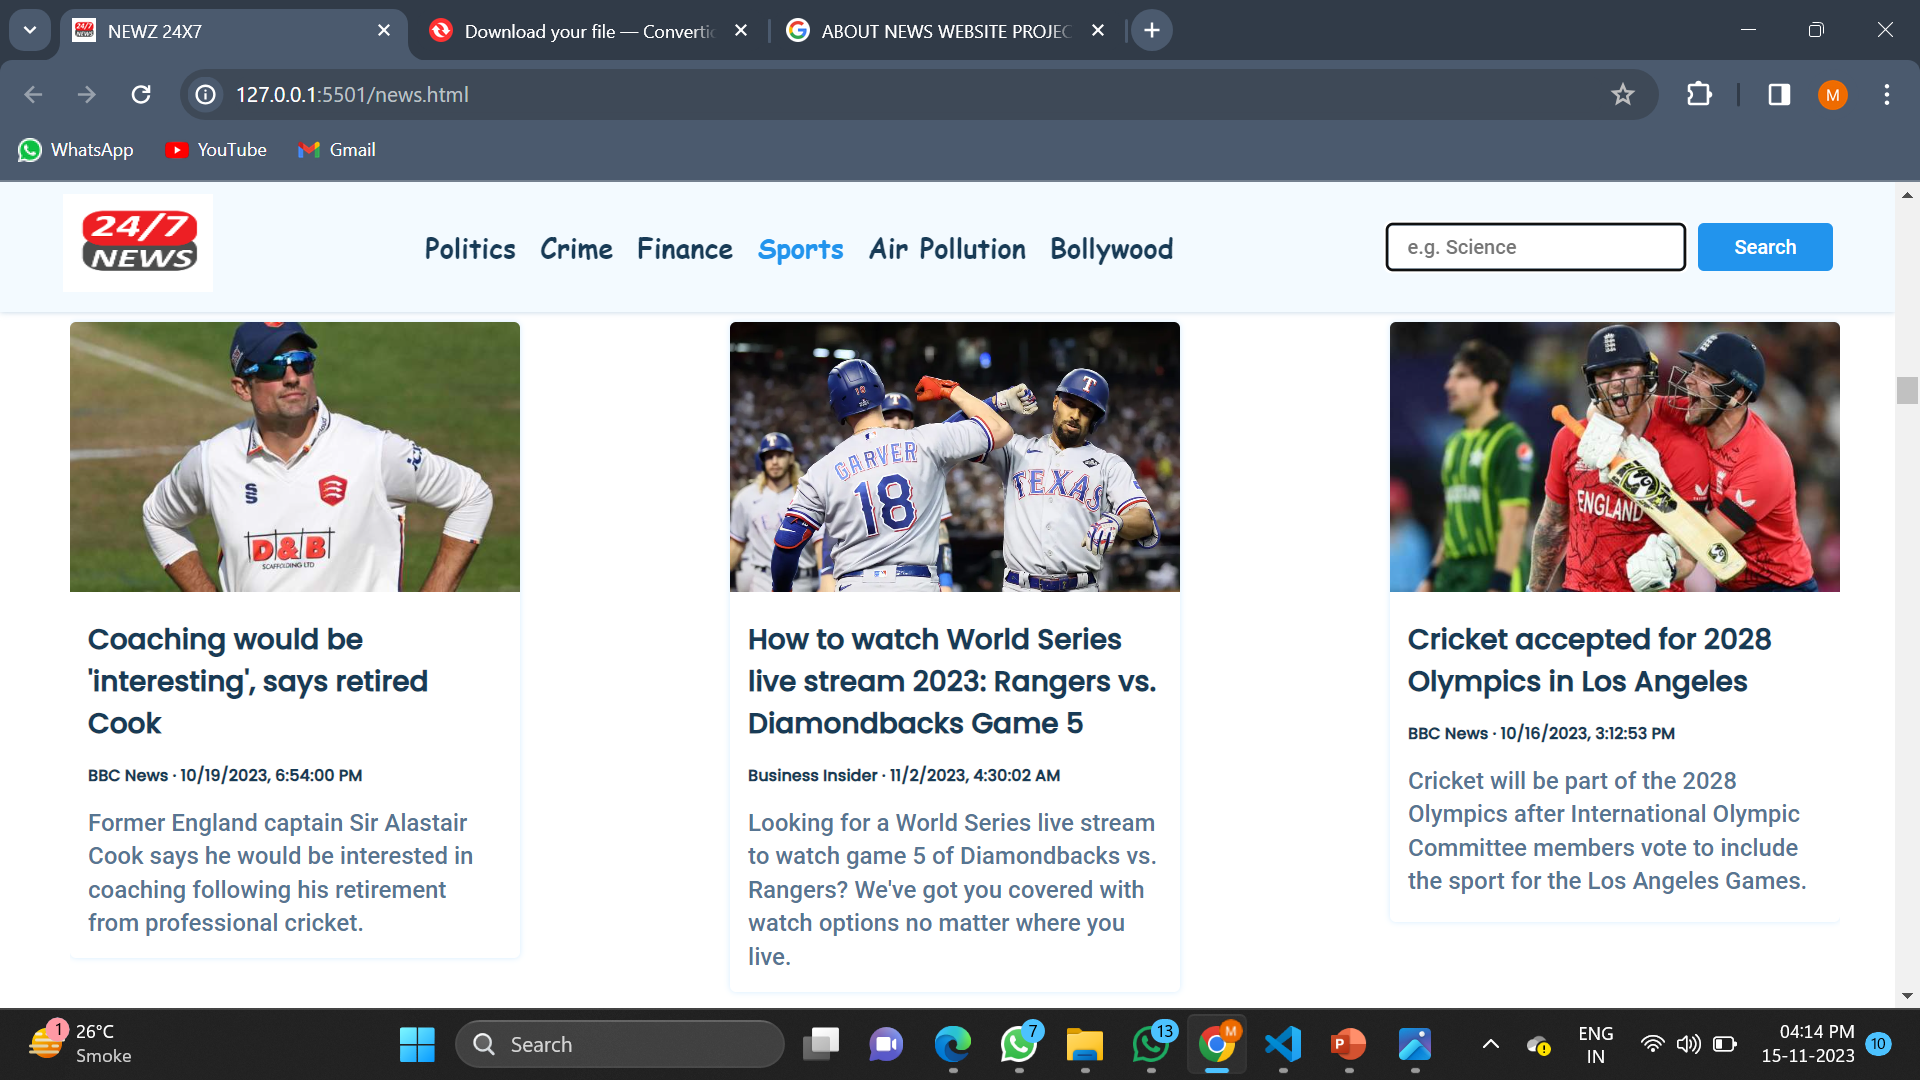 NEWZ 24X7
Download your file — Convertic
ABOUT NEWS WEBSITE PROJEC
127.0.0.1:5501/news.html
M
WhatsApp
YouTube
Gmail
24/7
NEWS
Politics Crime Finance Sports Air Pollution Bollywood
e.g. Science
Search
D&B
SCAFFOLDING LTD
GARVER
18
TEXAS
T
ENGLAND
Coaching would be
'interesting', says retired
Cook
BBC News · 10/19/2023, 6:54:00 PM
Former England captain Sir Alastair
Cook says he would be interested in
coaching following his retirement
from professional cricket.
How to watch World Series
live stream 2023: Rangers vs.
Diamondbacks Game 5
Business Insider · 11/2/2023, 4:30:02 AM
Looking for a World Series live stream
to watch game 5 of Diamondbacks vs.
Rangers? We've got you covered with
watch options no matter where you
live.
Cricket accepted for 2028
Olympics in Los Angeles
BBC News · 10/16/2023, 3:12:53 PM
Cricket will be part of the 2028
Olympics after International Olympic
Committee members vote to include
the sport for the Los Angeles Games.
1
26°C
Smoke
Search
7
13
M
P
ENG
IN
04:14 PM
15-11-2023
10